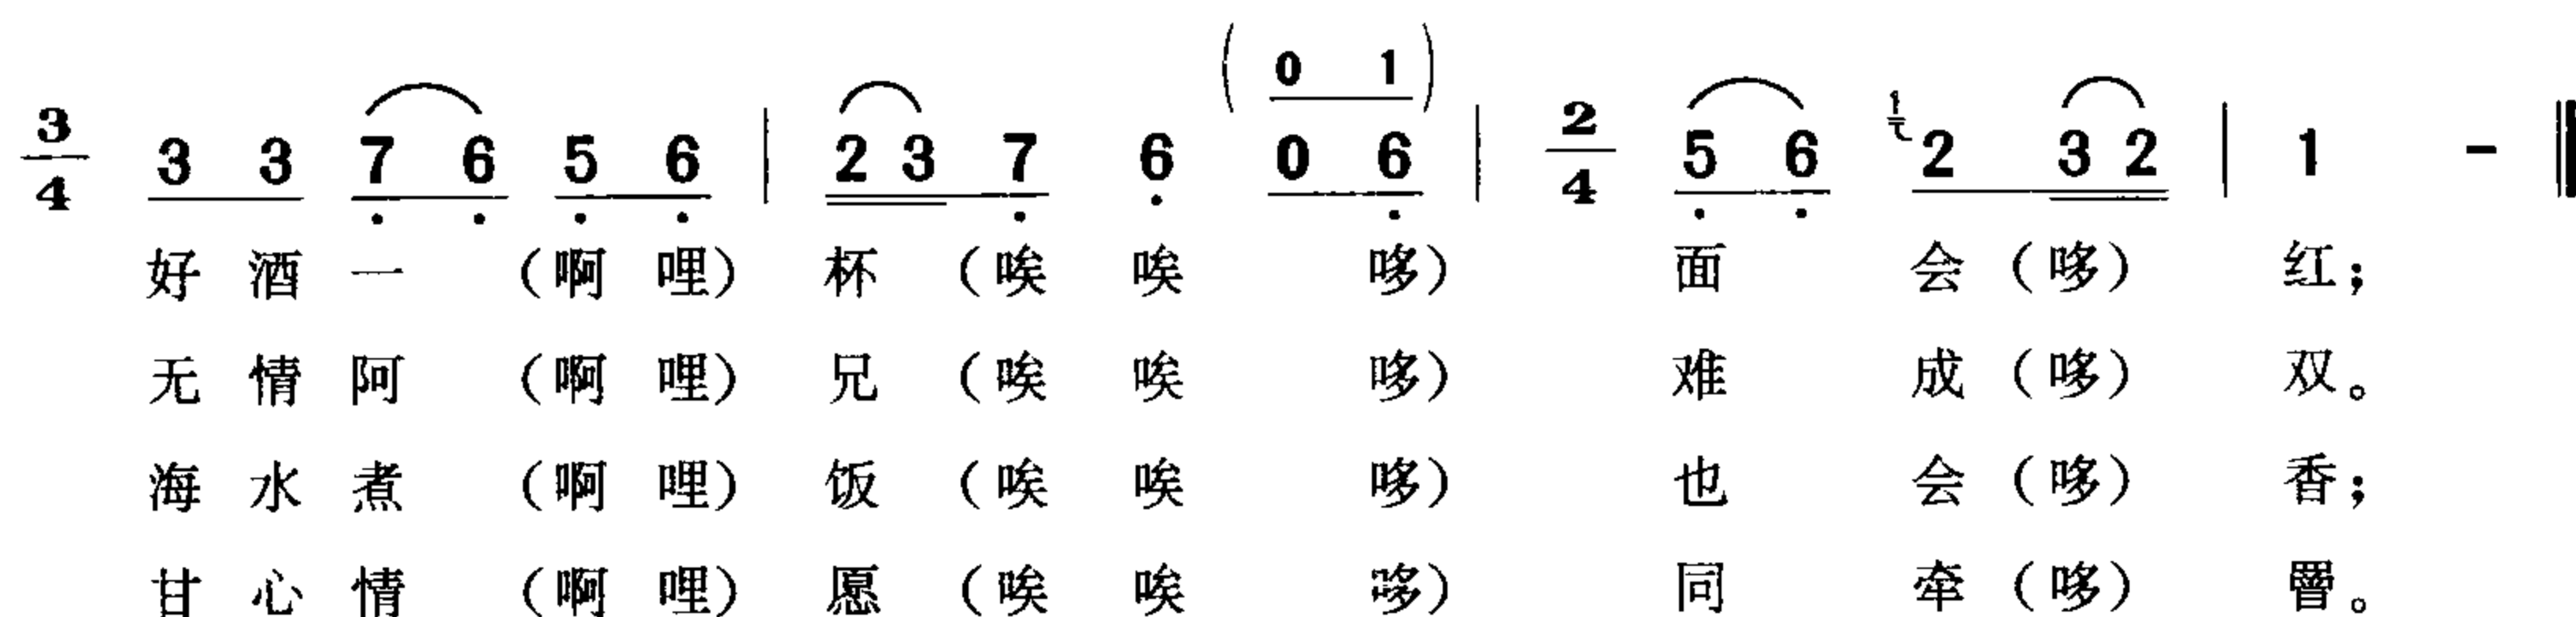 (0 1)
3/4 3 3 7 6 5 6 | 2 3 7 6 0 6 | 2/4 5 6 1 2 3 2 | 1 -
好 酒 一 (啊 哩) 杯 (唉 唉 哆) 面 会 (哆) 红;
无 情 阿 (啊 哩) 兄 (唉 唉 哆) 难 成 (哆) 双。
海 水 煮 (啊 哩) 饭 (唉 唉 哆) 也 会 (哆) 香;
甘 心 情 (啊 哩) 愿 (唉 唉 哆) 同 牵 (哆) 罾。